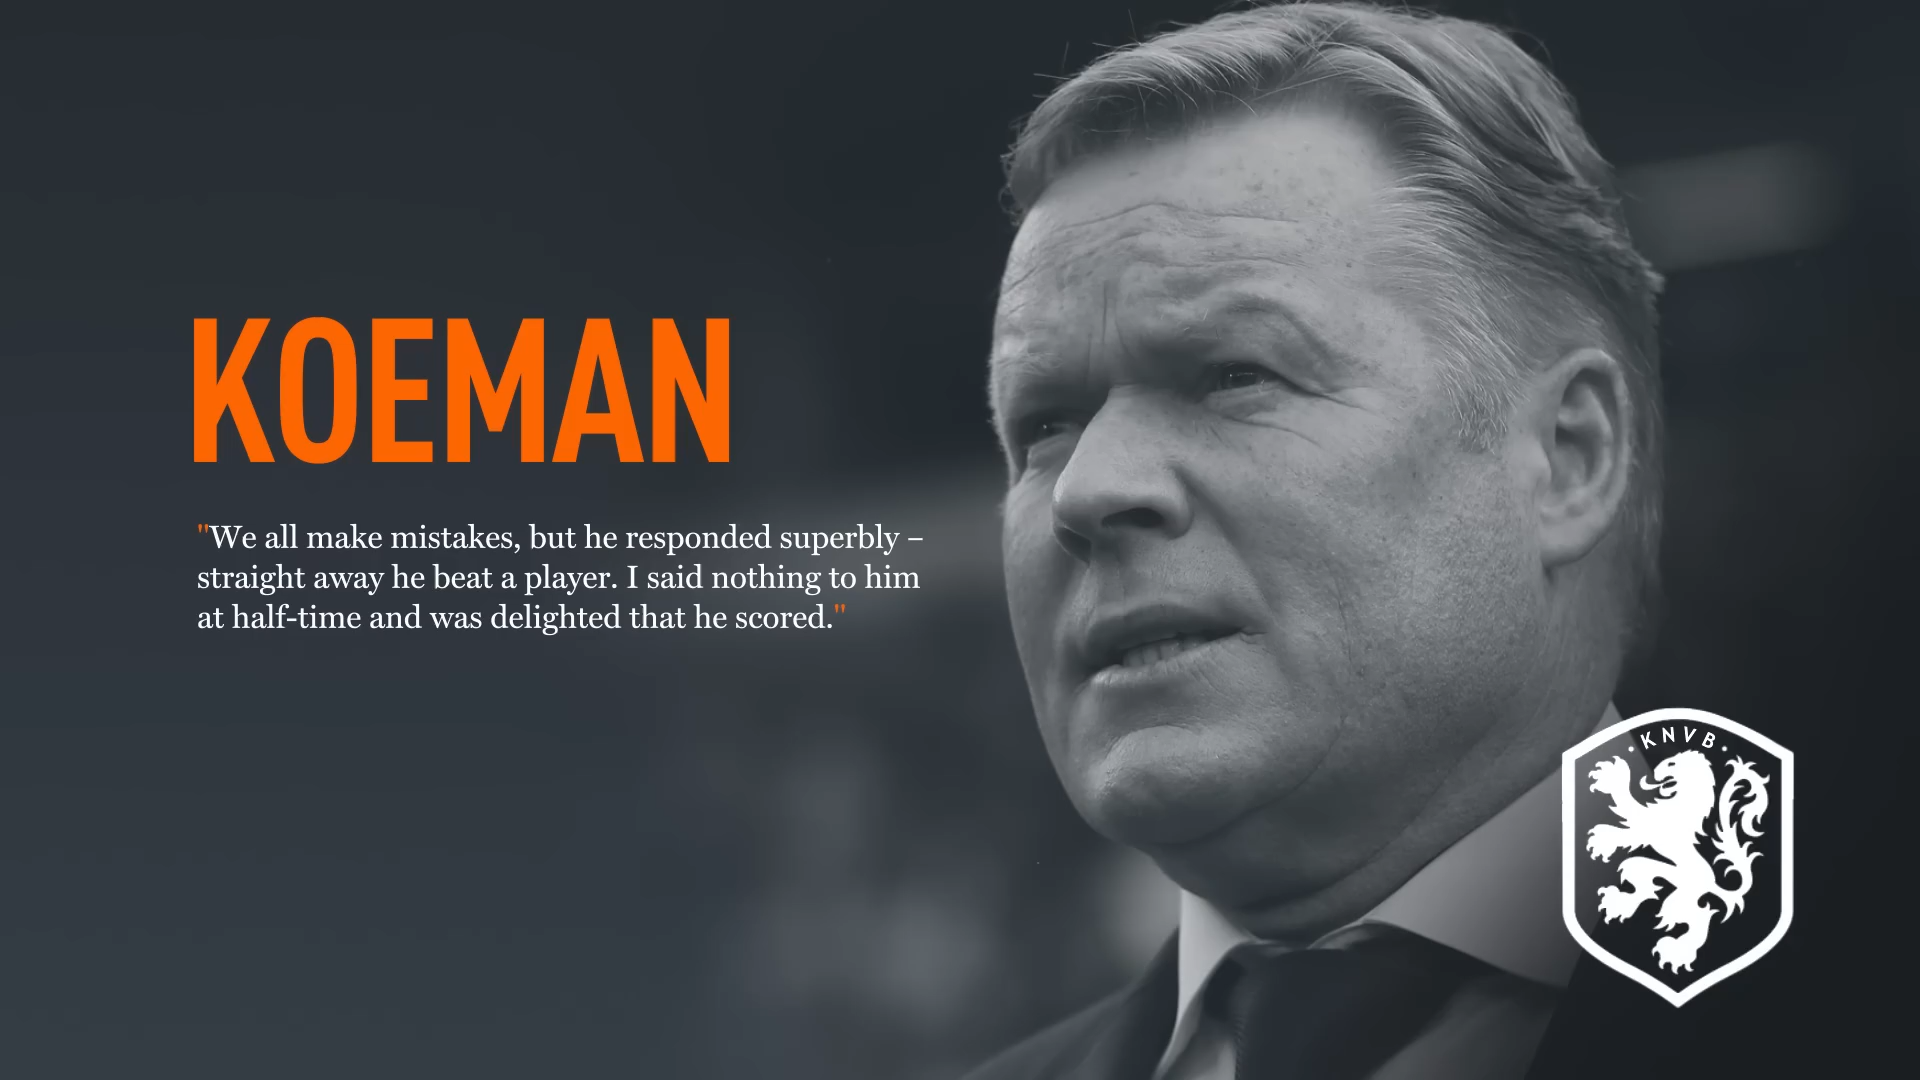 KOEMAN
"We all make mistakes, but he responded superbly –
straight away he beat a player. I said nothing to him
at half-time and was delighted that he scored."
· KNVB ·